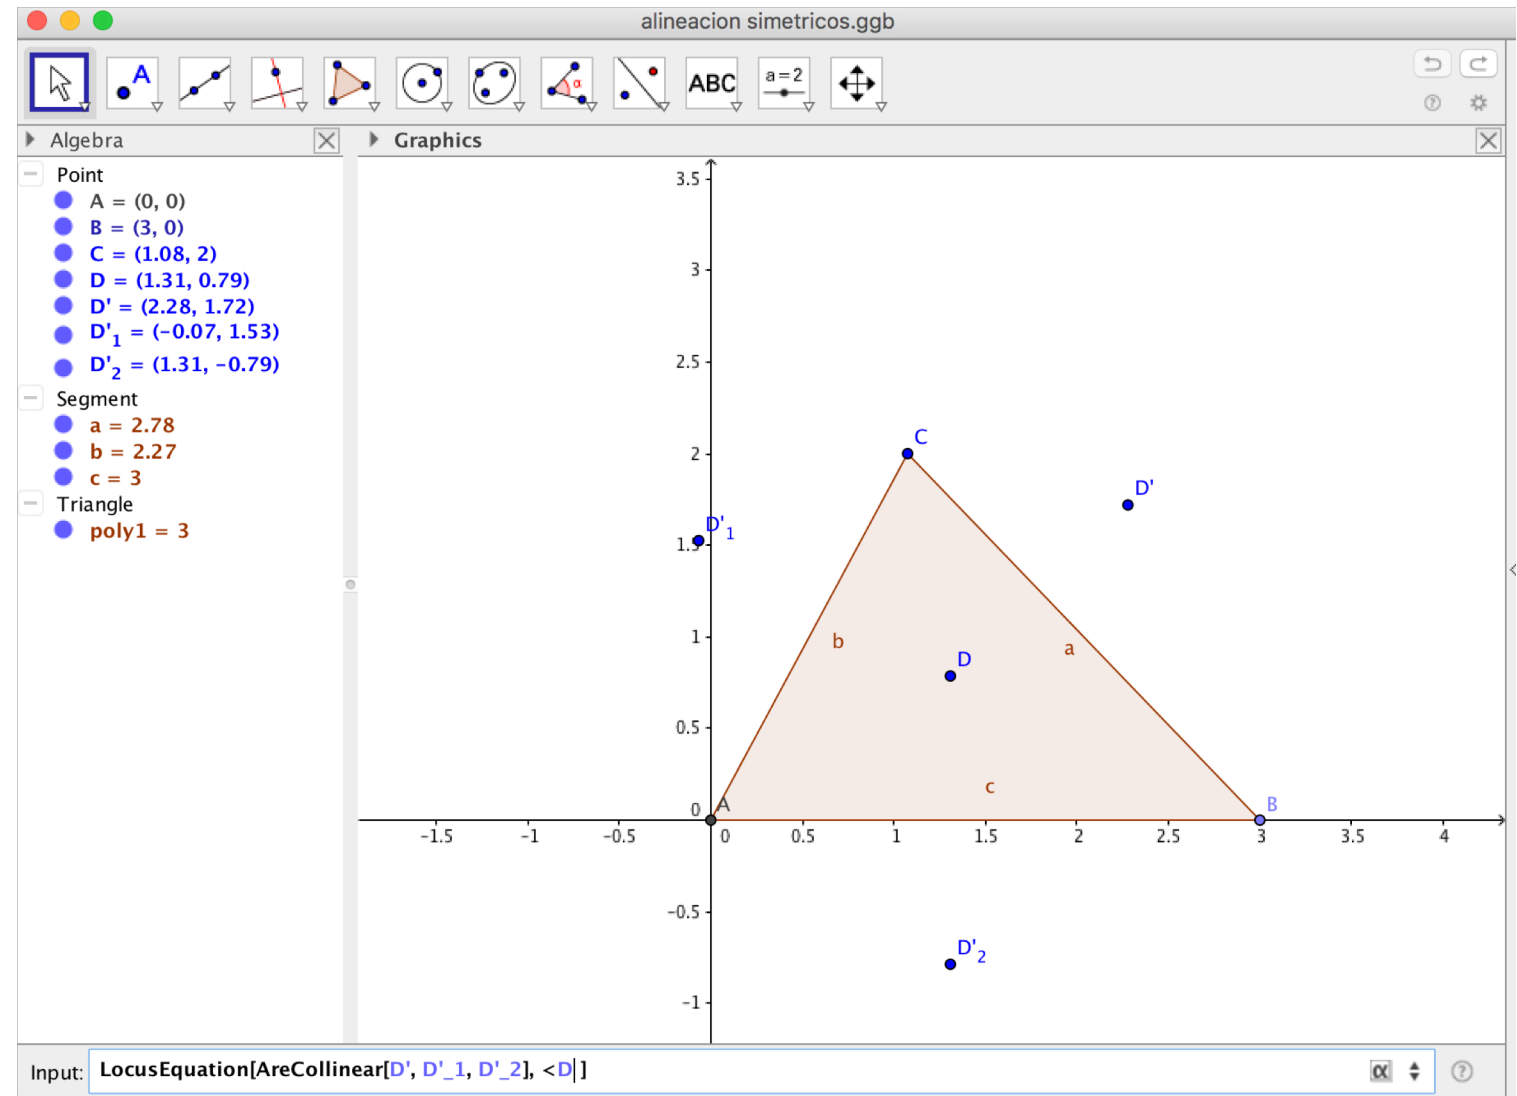 alineacion simetricos.ggb
A
α
ABC
a=2
Algebra
Graphics
Point
A = (0, 0)
B = (3, 0)
C = (1.08, 2)
D = (1.31, 0.79)
D' = (2.28, 1.72)
D'₁ = (−0.07, 1.53)
D'₂ = (1.31, −0.79)
Segment
a = 2.78
b = 2.27
c = 3
Triangle
poly1 = 3
3.5
3
2.5
C
2
D'
D'₁
1.5
1
b
a
D
0.5
c
0
A
B
−1.5 −1 −0.5 0 0.5 1 1.5 2 2.5 3 3.5 4
−0.5
D'₂
−1
Input: LocusEquation[AreCollinear[D', D'_1, D'_2], <D]
α
?